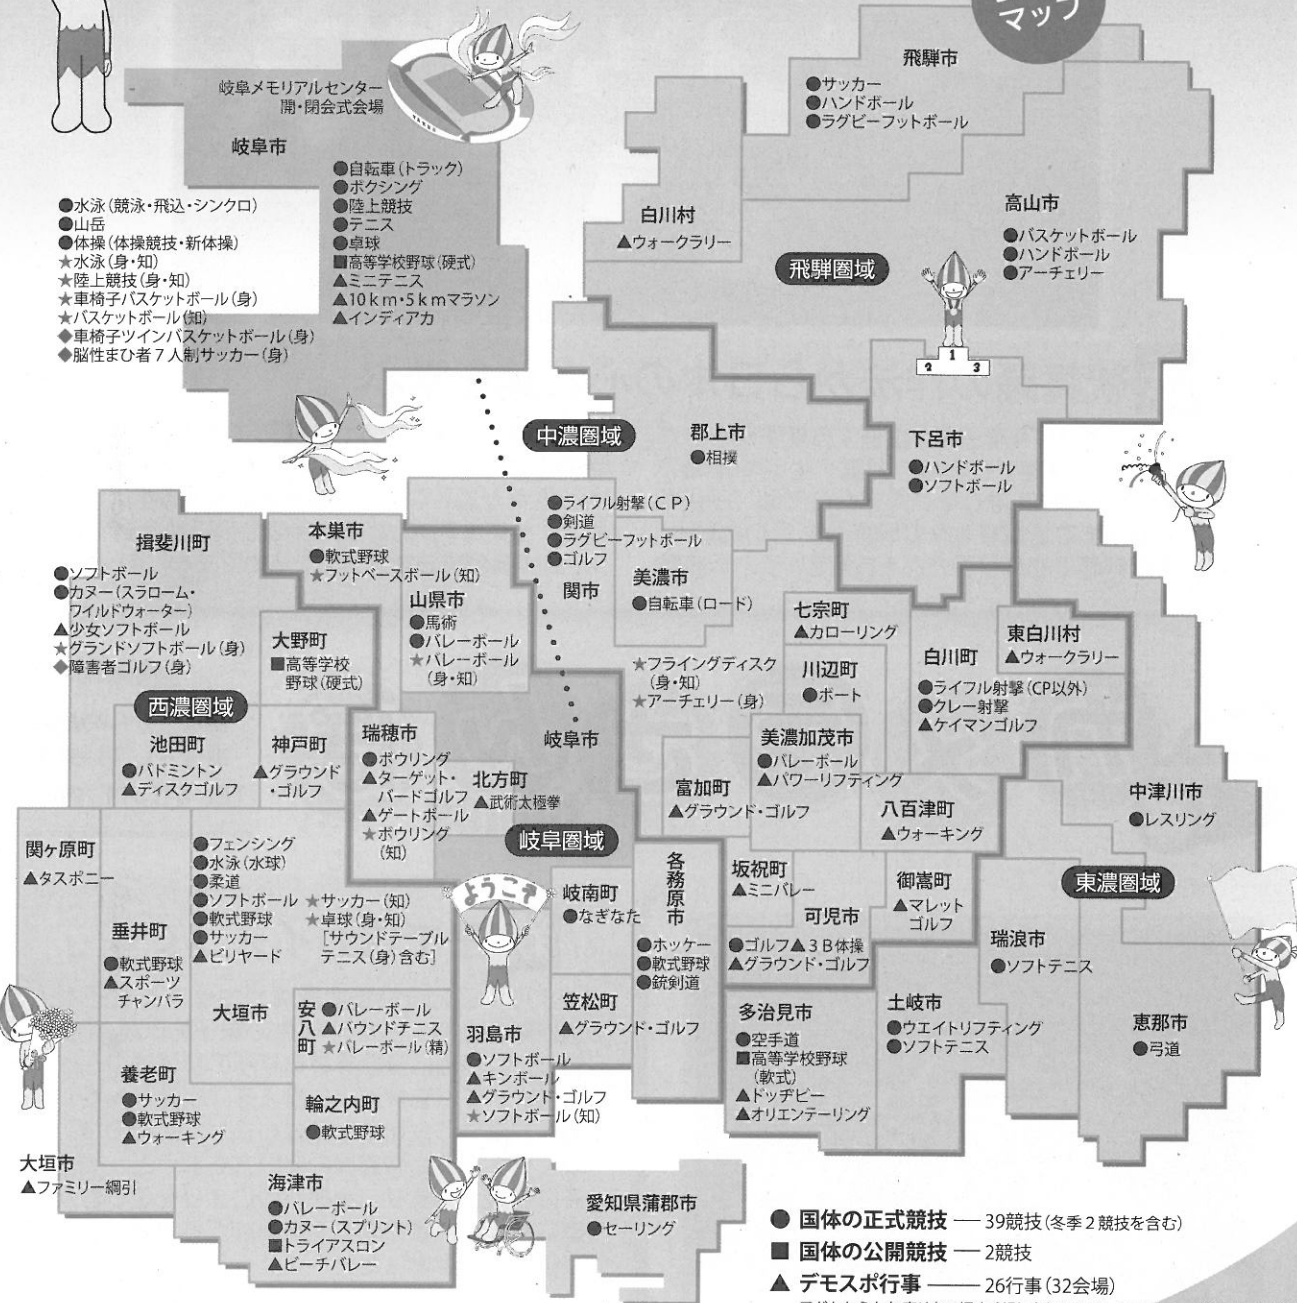 マップ
岐阜メモリアルセンター
開・閉会式会場
岐阜市
●水泳（競泳・飛込・シンクロ）
●山岳
●体操（体操競技・新体操）
★水泳（身・知）
★陸上競技（身・知）
★車椅子バスケットボール（身）
★バスケットボール（知）
◆車椅子ツインバスケットボール（身）
◆脳性まひ者７人制サッカー（身）
●自転車（トラック）
●ボクシング
●陸上競技
●テニス
●卓球
■高等学校野球（硬式）
▲ミニテニス
▲10ｋｍ・5ｋｍマラソン
▲インディアカ
飛騨市
●サッカー
●ハンドボール
●ラグビーフットボール
白川村
▲ウォークラリー
高山市
●バスケットボール
●ハンドボール
●アーチェリー
飛騨圏域
1
2
3
下呂市
●ハンドボール
●ソフトボール
中濃圏域
郡上市
●相撲
●ライフル射撃（ＣＰ）
●剣道
●ラグビーフットボール
●ゴルフ
関市
★フライングディスク
（身・知）
★アーチェリー（身）
美濃市
●自転車（ロード）
七宗町
▲カローリング
川辺町
●ボート
白川町
●ライフル射撃（CP以外）
●クレー射撃
▲ケイマンゴルフ
東白川村
▲ウォークラリー
美濃加茂市
●バレーボール
▲パワーリフティング
富加町
▲グラウンド・ゴルフ
八百津町
▲ウォーキング
坂祝町
▲ミニバレー
可児市
●ゴルフ▲３Ｂ体操
▲グラウンド・ゴルフ
御嵩町
▲マレット
ゴルフ
揖斐川町
●ソフトボール
●カヌー（スラローム・
ワイルドウォーター）
▲少女ソフトボール
★グランドソフトボール（身）
◆障害者ゴルフ（身）
本巣市
●軟式野球
★フットベースボール（知）
山県市
●馬術
●バレーボール
★バレーボール
（身・知）
大野町
■高等学校
野球（硬式）
西濃圏域
池田町
●バドミントン
▲ディスクゴルフ
神戸町
▲グラウンド
・ゴルフ
瑞穂市
●ボウリング
▲ターゲット・
バードゴルフ
▲ゲートボール
★ボウリング
（知）
北方町
▲武術太極拳
岐阜市
岐阜圏域
関ヶ原町
▲タスポニー
垂井町
●軟式野球
▲スポーツ
チャンバラ
●フェンシング
●水泳（水球）
●柔道
●ソフトボール
●軟式野球
●サッカー
▲ビリヤード
★サッカー（知）
★卓球（身・知）
［サウンドテーブル
テニス（身）含む］
大垣市
安八町
●バレーボール
▲バウンドテニス
★バレーボール（精）
養老町
●サッカー
●軟式野球
▲ウォーキング
輪之内町
●軟式野球
大垣市
▲ファミリー綱引
海津市
●バレーボール
●カヌー（スプリント）
■トライアスロン
▲ビーチバレー
ようこそ
羽島市
●ソフトボール
▲キンボール
▲グラウンド・ゴルフ
★ソフトボール（知）
岐南町
●なぎなた
笠松町
▲グラウンド・ゴルフ
各務原市
●ホッケー
●軟式野球
●銃剣道
東濃圏域
中津川市
●レスリング
瑞浪市
●ソフトテニス
恵那市
●弓道
土岐市
●ウエイトリフティング
●ソフトテニス
多治見市
●空手道
■高等学校野球
（軟式）
▲ドッヂビー
▲オリエンテーリング
愛知県蒲郡市
●セーリング
● 国体の正式競技 ― 39競技（冬季２競技を含む）
■ 国体の公開競技 ― 2競技
▲ デモスポ行事 ―― 26行事（32会場）